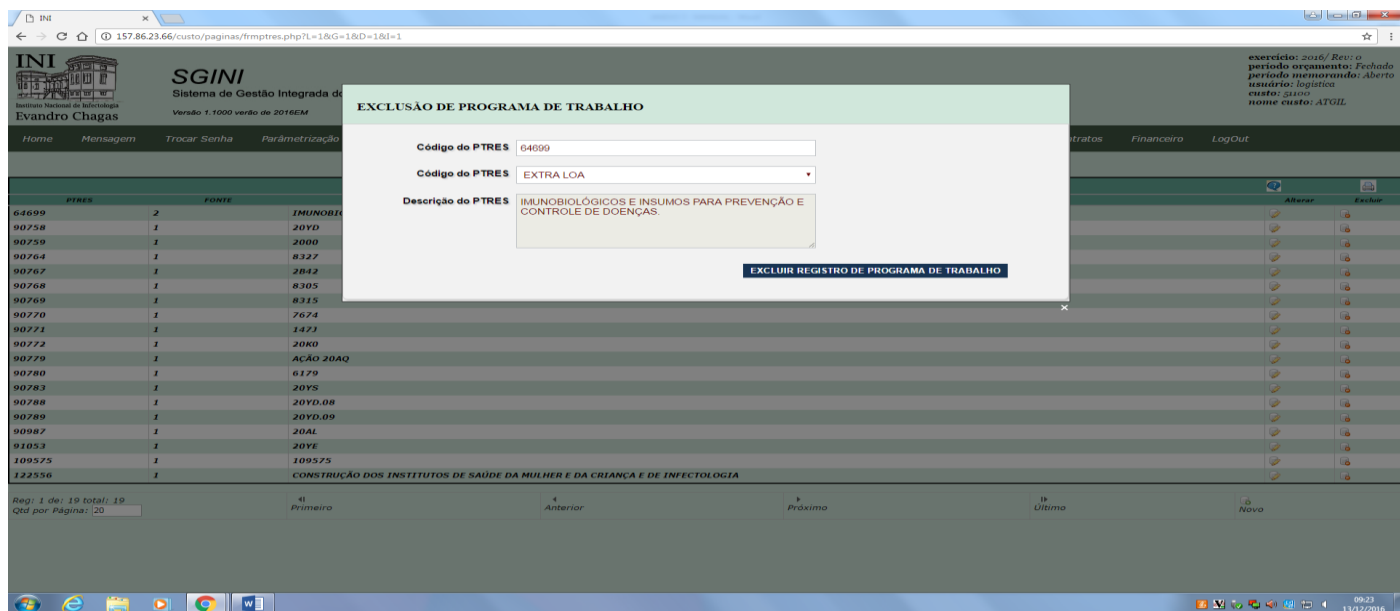 INI
157.86.23.66/custo/paginas/frmptres.php?L=1&G=1&D=1&I=1
INI
Instituto Nacional de Infectologia
Evandro Chagas
SGINI
Sistema de Gestão Integrada do
Versão 1.1000 verão de 2016EM
exercício: 2016/ Rev: 0
período orçamento: Fechado
período memorando: Aberto
usuário: logistica
custo: 51100
nome custo: ATGIL
Home Mensagem Trocar Senha Parâmetrização tratos Financeiro LogOut
EXCLUSÃO DE PROGRAMA DE TRABALHO
Código do PTRES 64699
Código do PTRES EXTRA LOA
Descrição do PTRES IMUNOBIOLÓGICOS E INSUMOS PARA PREVENÇÃO E
CONTROLE DE DOENÇAS.
EXCLUIR REGISTRO DE PROGRAMA DE TRABALHO
PTRES FONTE Alterar Excluir
64699 2 IMUNOBIO
90758 1 20YD
90759 1 2000
90764 1 8327
90767 1 2842
90768 1 8305
90769 1 8315
90770 1 7674
90771 1 147J
90772 1 20K0
90779 1 AÇÃO 20AQ
90780 1 6179
90783 1 20YS
90788 1 20YD.08
90789 1 20YD.09
90987 1 20AL
91053 1 20YE
109575 1 109575
122556 1 CONSTRUÇÃO DOS INSTITUTOS DE SAÚDE DA MULHER E DA CRIANÇA E DE INFECTOLOGIA
Reg: 1 de: 19 total: 19
Qtd por Página: 20
Primeiro Anterior Próximo Último Novo
09:23
13/12/2016